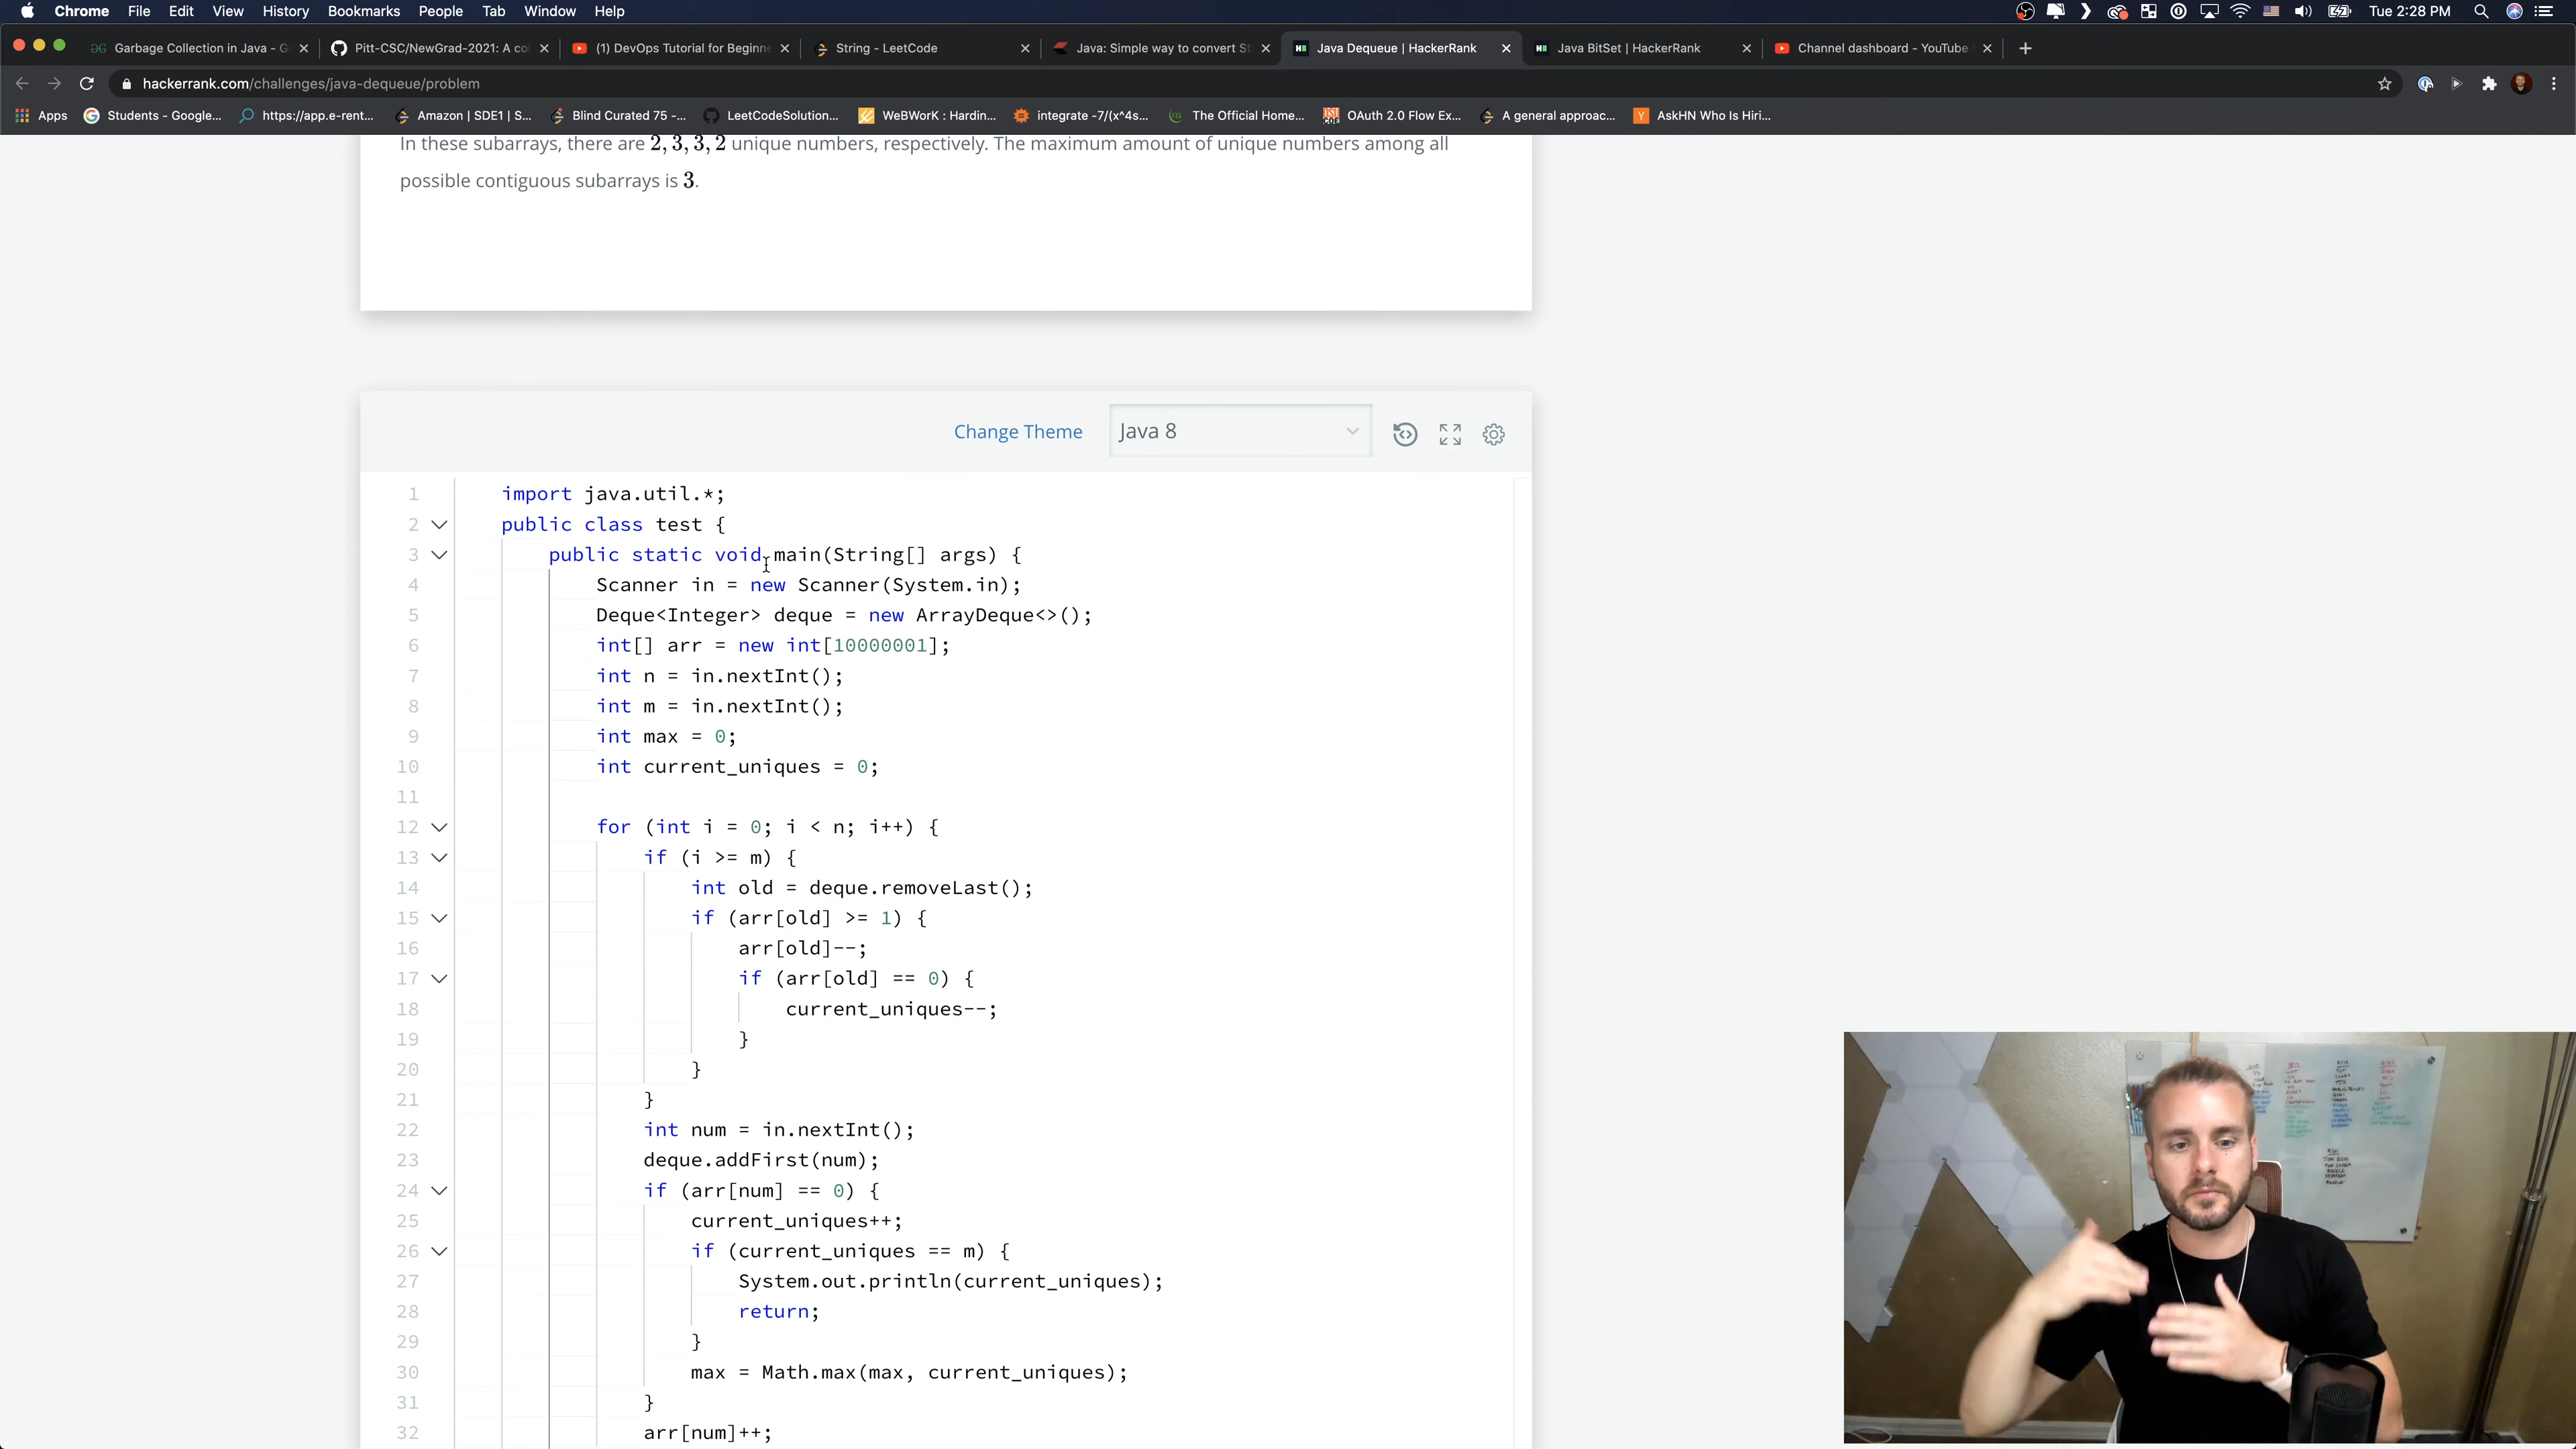 Chrome File Edit View History Bookmarks People Tab Window Help Tue 2:28 PM
Garbage Collection in Java - G Pitt-CSC/NewGrad-2021: A col (1) DevOps Tutorial for Beginne String - LeetCode Java: Simple way to convert St Java Dequeue | HackerRank Java BitSet | HackerRank Channel dashboard - YouTube
hackerrank.com/challenges/java-dequeue/problem
Apps Students - Google... https://app.e-rent... Amazon | SDE1 | S... Blind Curated 75 -... LeetCodeSolution... WeBWorK : Hardin... integrate -7/(x^4s... The Official Home... OAuth 2.0 Flow Ex... A general approac... AskHN Who Is Hiri...
In these subarrays, there are 2, 3, 3, 2 unique numbers, respectively. The maximum amount of unique numbers among all
possible contiguous subarrays is 3.
Change Theme Java 8
1 import java.util.*;
2 public class test {
3 public static void main(String[] args) {
4 Scanner in = new Scanner(System.in);
5 Deque<Integer> deque = new ArrayDeque<>();
6 int[] arr = new int[10000001];
7 int n = in.nextInt();
8 int m = in.nextInt();
9 int max = 0;
10 int current_uniques = 0;
11
12 for (int i = 0; i < n; i++) {
13 if (i >= m) {
14 int old = deque.removeLast();
15 if (arr[old] >= 1) {
16 arr[old]--;
17 if (arr[old] == 0) {
18 current_uniques--;
19 }
20 }
21 }
22 int num = in.nextInt();
23 deque.addFirst(num);
24 if (arr[num] == 0) {
25 current_uniques++;
26 if (current_uniques == m) {
27 System.out.println(current_uniques);
28 return;
29 }
30 max = Math.max(max, current_uniques);
31 }
32 arr[num]++;